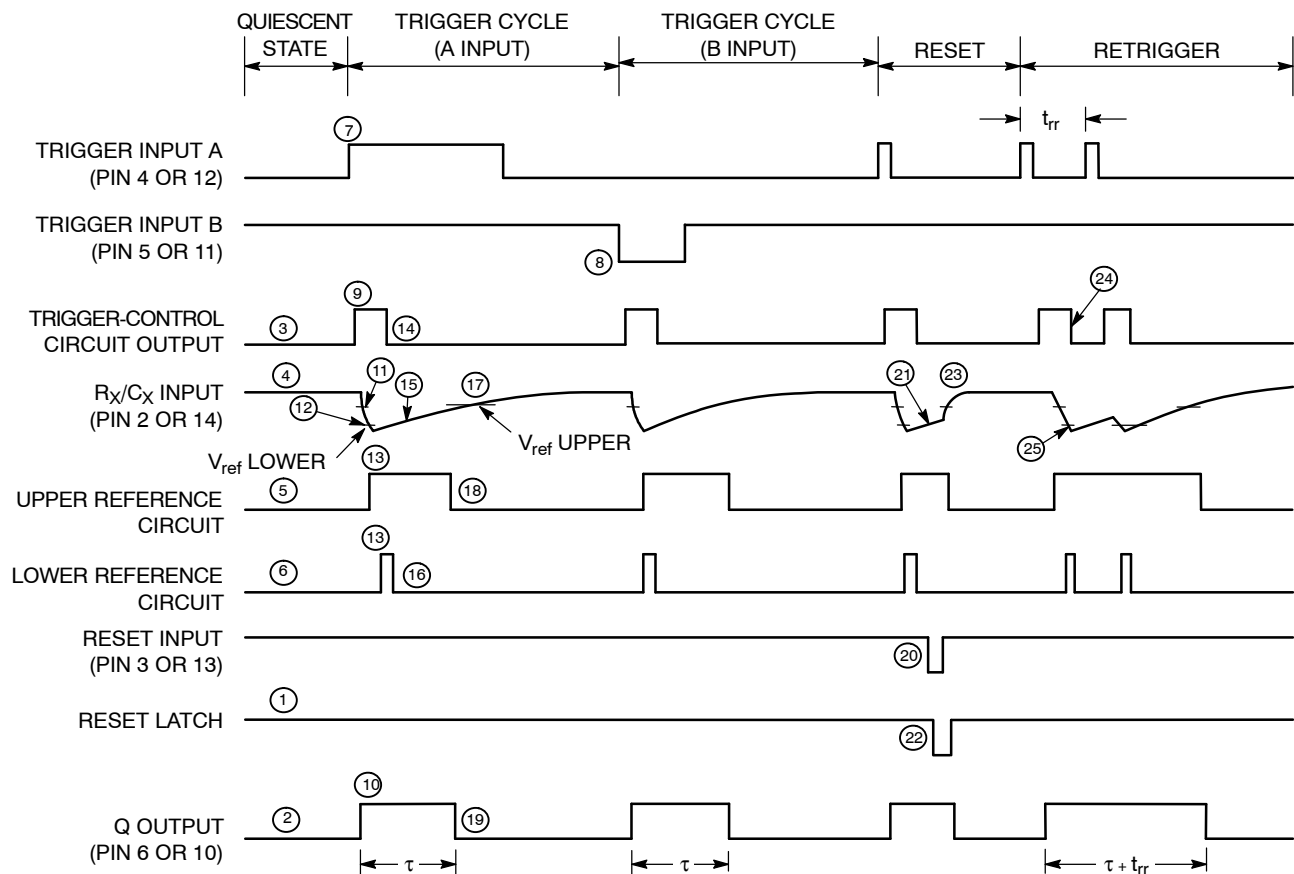 QUIESCENT STATE
TRIGGER CYCLE (A INPUT)
TRIGGER CYCLE (B INPUT)
RESET
RETRIGGER
trr
7
TRIGGER INPUT A
(PIN 4 OR 12)
TRIGGER INPUT B
(PIN 5 OR 11)
8
9
24
TRIGGER-CONTROL
CIRCUIT OUTPUT
3
14
RX/CX INPUT
(PIN 2 OR 14)
4
11
15
17
21
23
12
25
Vref LOWER
Vref UPPER
13
UPPER REFERENCE
CIRCUIT
5
18
13
LOWER REFERENCE
CIRCUIT
6
16
RESET INPUT
(PIN 3 OR 13)
20
1
RESET LATCH
22
10
Q OUTPUT
(PIN 6 OR 10)
2
19
τ
τ
τ + trr